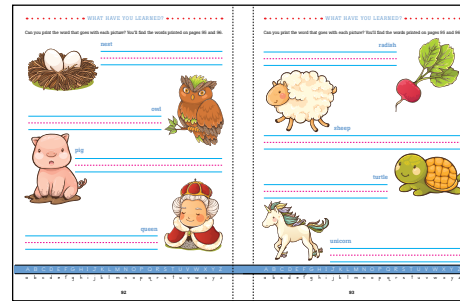 WHAT HAVE YOU LEARNED?
Can you print the word that goes with each picture? You'll find the words printed on pages 95 and 96.
nest
owl
pig
queen
A B C D E F G H I J K L M N O P Q R S T U V W X Y Z
a b c d e f g h i j k l m n o p q r s t u v w x y z
82
WHAT HAVE YOU LEARNED?
Can you print the word that goes with each picture? You'll find the words printed on pages 95 and 96.
radish
sheep
turtle
unicorn
A B C D E F G H I J K L M N O P Q R S T U V W X Y Z
a b c d e f g h i j k l m n o p q r s t u v w x y z
83